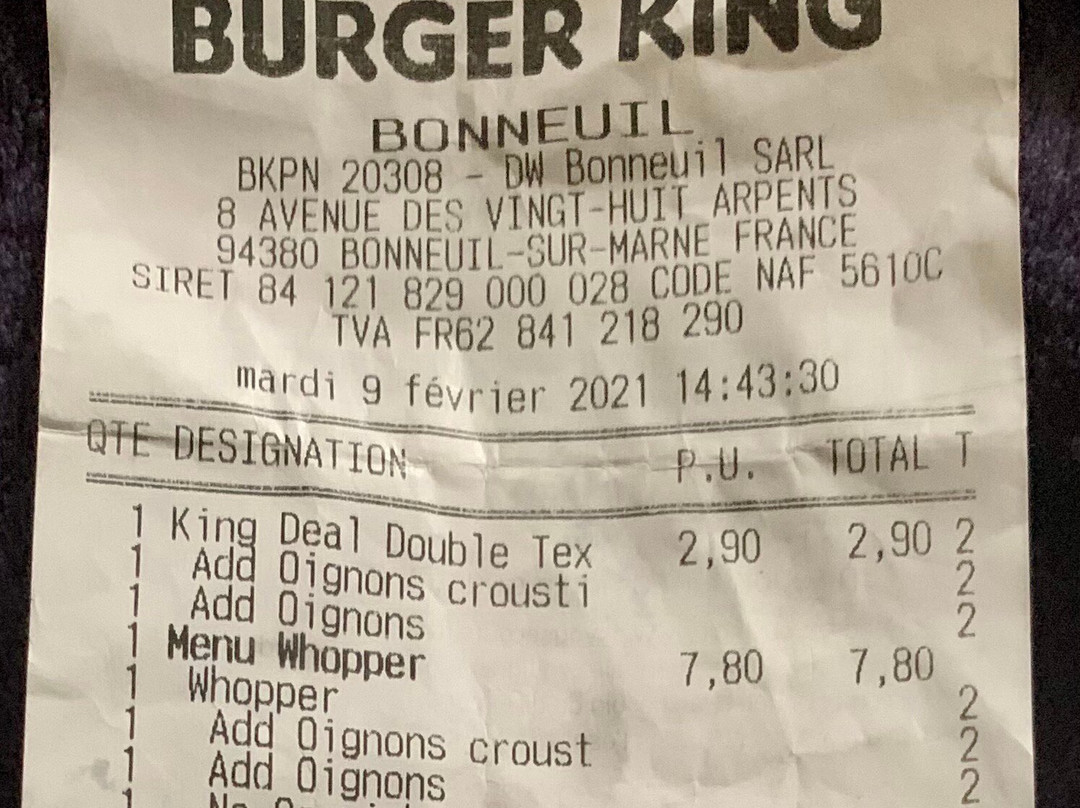 BURGER KING
BONNEUIL
BKPN 20308 - DW Bonneuil SARL
8 AVENUE DES VINGT-HUIT ARPENTS
94380 BONNEUIL-SUR-MARNE FRANCE
SIRET 84 121 829 000 028 CODE NAF 5610C
TVA FR62 841 218 290
mardi 9 février 2021 14:43:30
QTE DESIGNATION P.U. TOTAL T
1 King Deal Double Tex 2,90 2,90 2
1 Add Oignons crousti 2
1 Add Oignons 2
1 Menu Whopper 7,80 7,80
1 Whopper 2
1 Add Oignons croust 2
1 Add Oignons 2
1 No